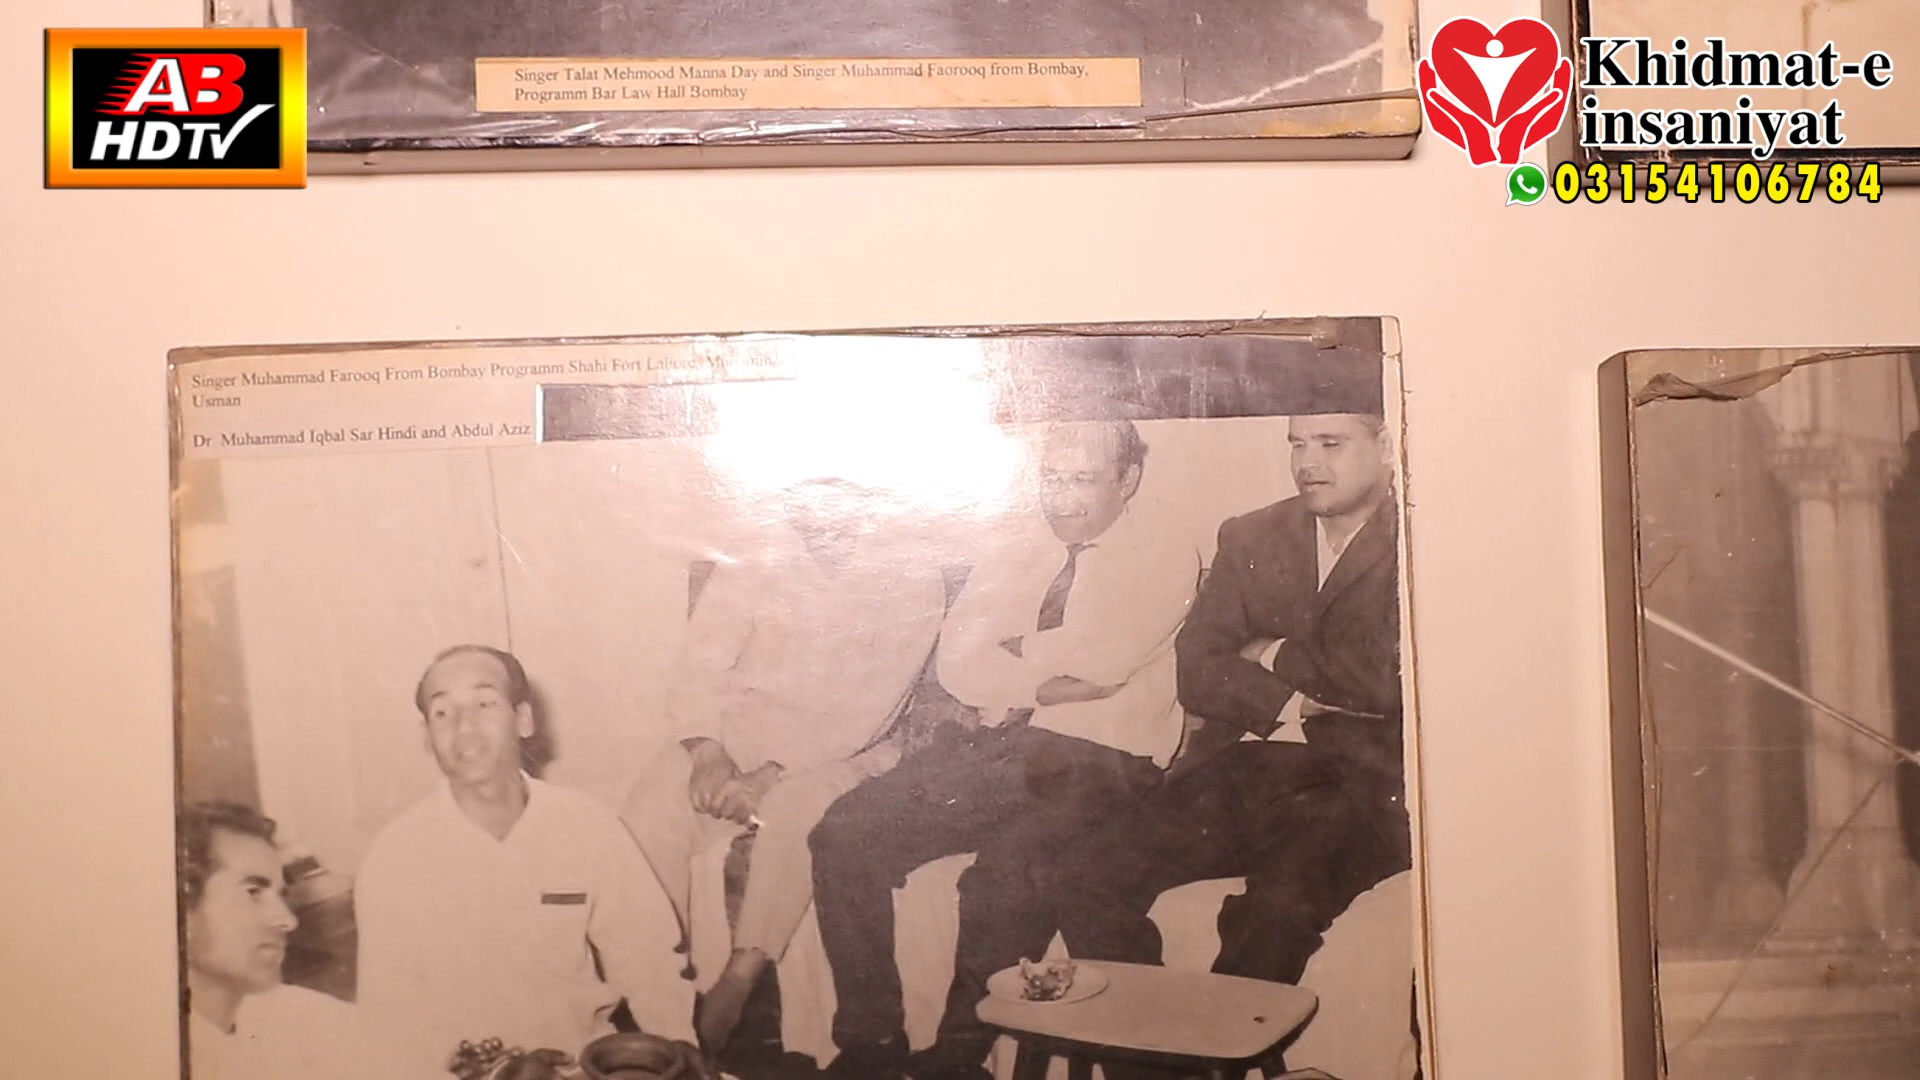 AB
HDTV
Singer Talat Mehmood Manna Day and Singer Muhammad Faorooq from Bombay,
Programm Bar Law Hall Bombay
Khidmat-e
insaniyat
03154106784
Singer Muhammad Farooq From Bombay Programm Shahi Fort Lahore
Usman
Dr Muhammad Iqbal Sar Hindi and Abdul Aziz